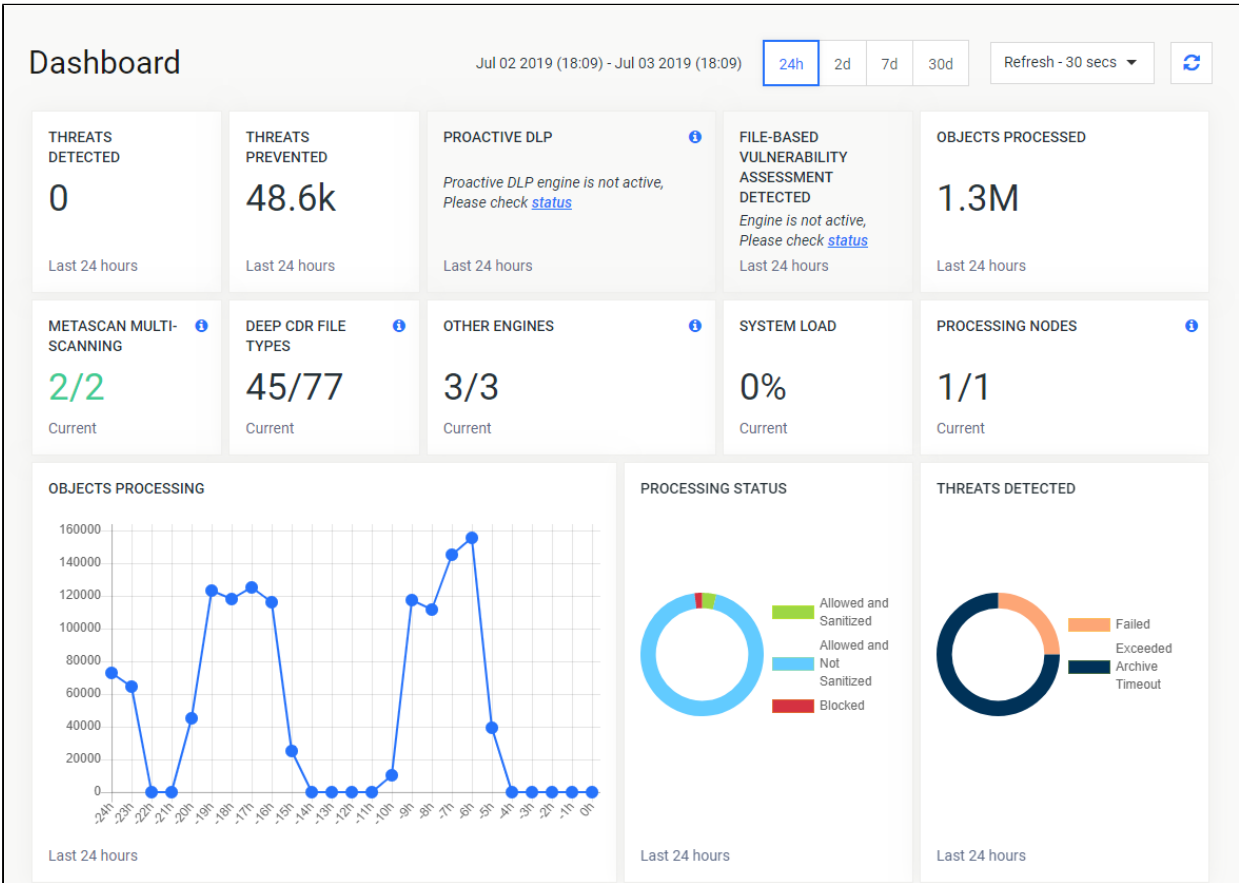 Dashboard
Jul 02 2019 (18:09) - Jul 03 2019 (18:09)
24h
2d
7d
30d
Refresh - 30 secs
THREATS
DETECTED
0
Last 24 hours
THREATS
PREVENTED
48.6k
Last 24 hours
PROACTIVE DLP
Proactive DLP engine is not active,
Please check status
Last 24 hours
FILE-BASED
VULNERABILITY
ASSESSMENT
DETECTED
Engine is not active,
Please check status
Last 24 hours
OBJECTS PROCESSED
1.3M
Last 24 hours
METASCAN MULTI-
SCANNING
2/2
Current
DEEP CDR FILE
TYPES
45/77
Current
OTHER ENGINES
3/3
Current
SYSTEM LOAD
0%
Current
PROCESSING NODES
1/1
Current
OBJECTS PROCESSING
160000
140000
120000
100000
80000
60000
40000
20000
0
-24h
-23h
-22h
-21h
-20h
-19h
-18h
-17h
-16h
-15h
-14h
-13h
-12h
-11h
-10h
-9h
-8h
-7h
-6h
-5h
-4h
-3h
-2h
-1h
0h
Last 24 hours
PROCESSING STATUS
Allowed and
Sanitized
Allowed and
Not
Sanitized
Blocked
Last 24 hours
THREATS DETECTED
Failed
Exceeded
Archive
Timeout
Last 24 hours